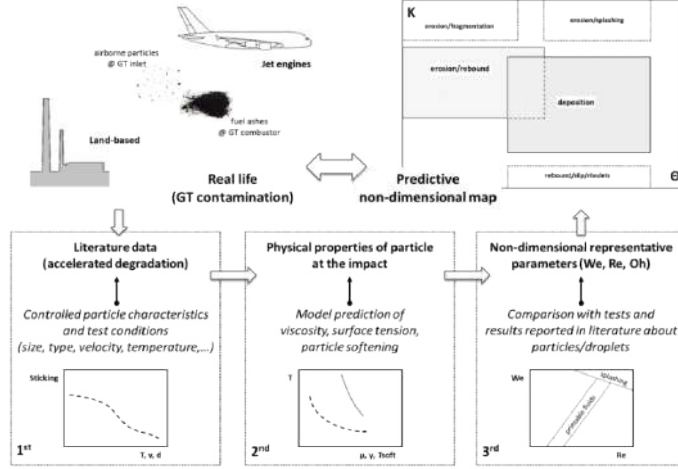 airborne particles
@ GT inlet
Jet engines
fuel ashes
@ GT combustor
Land-based
Real life
(GT contamination)
K
erosion/fragmentation
erosion/splashing
erosion/rebound
deposition
rebound/slip/rivulets
Θ
Predictive
non-dimensional map
Literature data
(accelerated degradation)
Controlled particle characteristics
and test conditions
(size, type, velocity, temperature,...)
Sticking
T, v, d
1st
Physical properties of particle
at the impact
Model prediction of
viscosity, surface tension,
particle softening
T
μ, γ, Tsoft
2nd
Non-dimensional representative
parameters (We, Re, Oh)
Comparison with tests and
results reported in literature about
particles/droplets
We
splashing
printable fluids
Re
3rd